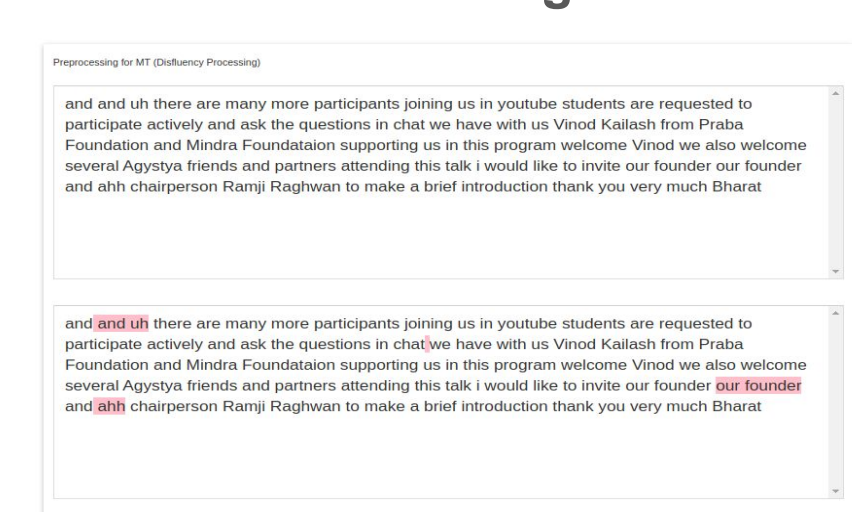 Preprocessing for MT (Disfluency Processing)
and and uh there are many more participants joining us in youtube students are requested to
participate actively and ask the questions in chat we have with us Vinod Kailash from Praba
Foundation and Mindra Foundataion supporting us in this program welcome Vinod we also welcome
several Agystya friends and partners attending this talk i would like to invite our founder our founder
and ahh chairperson Ramji Raghwan to make a brief introduction thank you very much Bharat
and and uh there are many more participants joining us in youtube students are requested to
participate actively and ask the questions in chat we have with us Vinod Kailash from Praba
Foundation and Mindra Foundataion supporting us in this program welcome Vinod we also welcome
several Agystya friends and partners attending this talk i would like to invite our founder our founder
and ahh chairperson Ramji Raghwan to make a brief introduction thank you very much Bharat